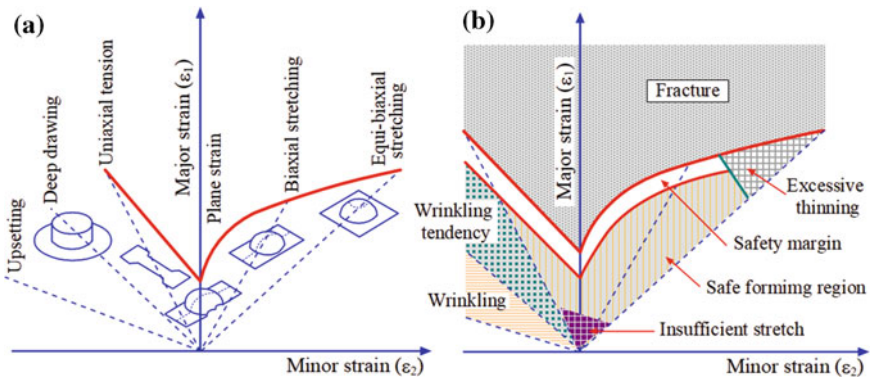 (a)
Upsetting
Deep drawing
Uniaxial tension
Major strain (ε1)
Plane strain
Biaxial stretching
Equi-biaxial
stretching
Minor strain (ε2)
(b)
Major strain (ε1)
Fracture
Wrinkling
tendency
Wrinkling
Excessive
thinning
Safety margin
Safe formimg region
Insufficient stretch
Minor strain (ε2)